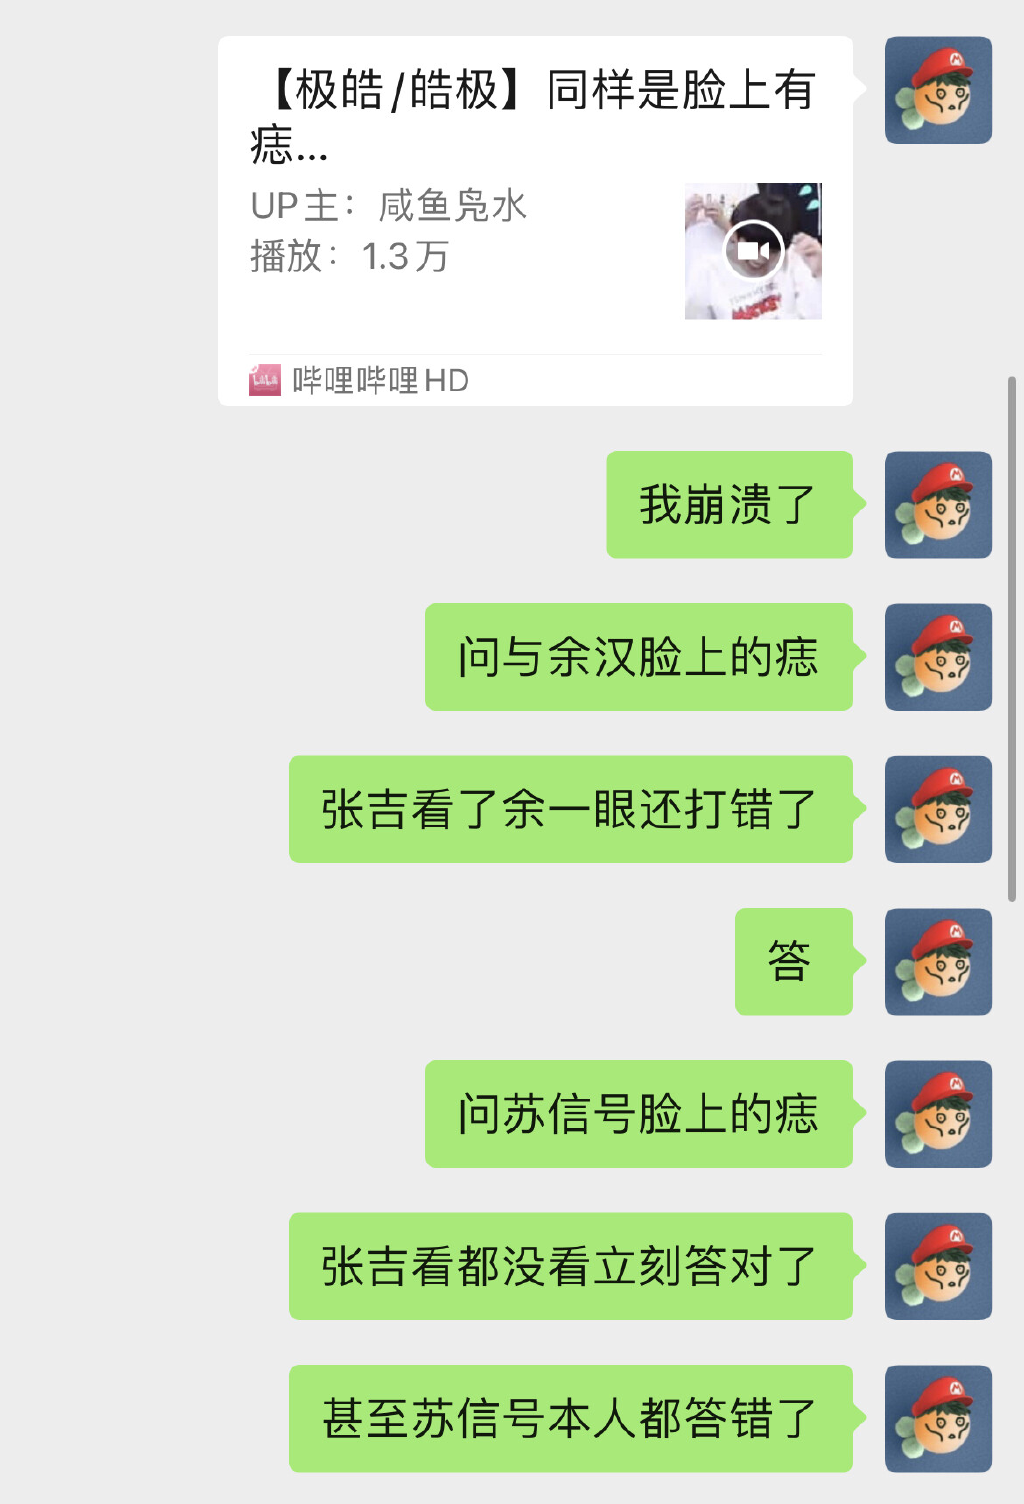 【极皓/皓极】同样是脸上有
痣...
UP主：咸鱼凫水
播放：1.3万
哔哩哔哩HD
我崩溃了
问与余汉脸上的痣
张吉看了余一眼还打错了
答
问苏信号脸上的痣
张吉看都没看立刻答对了
甚至苏信号本人都答错了